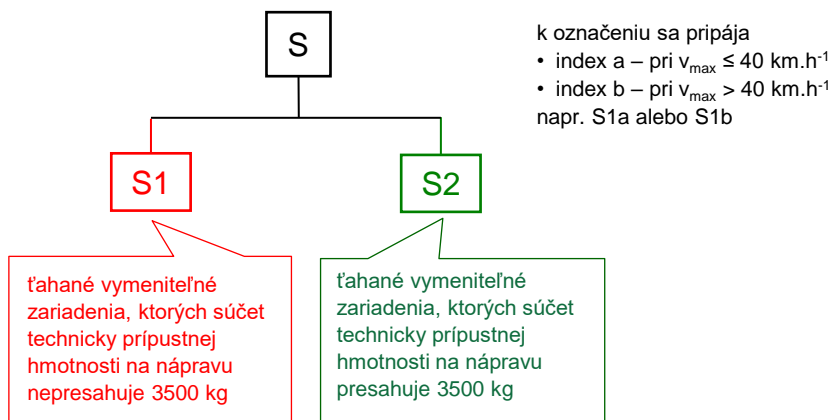 S
k označeniu sa pripája
• index a – pri vmax ≤ 40 km.h-1
• index b – pri vmax > 40 km.h-1
napr. S1a alebo S1b
S1
S2
ťahané vymeniteľné
zariadenia, ktorých súčet
technicky prípustnej
hmotnosti na nápravu
nepresahuje 3500 kg
ťahané vymeniteľné
zariadenia, ktorých súčet
technicky prípustnej
hmotnosti na nápravu
presahuje 3500 kg